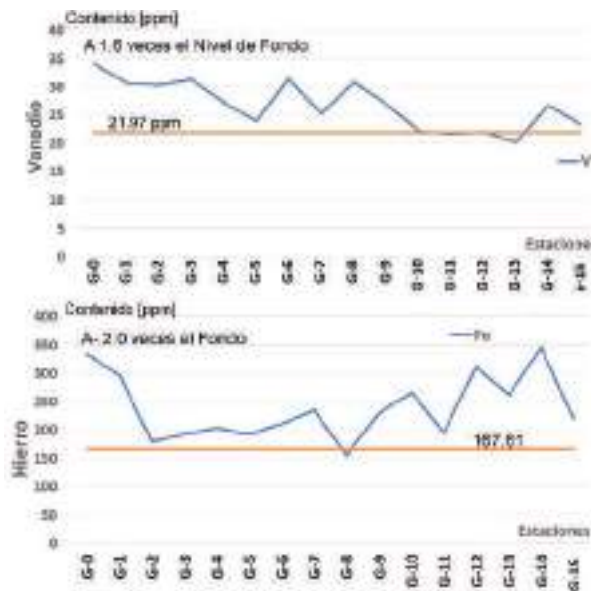 Contenido [ppm]
A 1.6 veces el Nivel de Fondo
40
35
30
25
20
15
10
5
0
21.97 ppm
Vanadio
V
Estacione
G-0
G-1
G-2
G-3
G-4
G-5
G-6
G-7
G-8
G-9
G-10
G-11
G-12
G-13
G-14
Contenido [ppm]
A- 2.0 veces el Fondo
Fe
400
350
300
250
200
150
100
50
0
167.61
Hierro
Estaciones
G-0
G-1
G-2
G-3
G-4
G-5
G-6
G-7
G-8
G-9
G-10
G-11
G-12
G-13
G-14
G-16